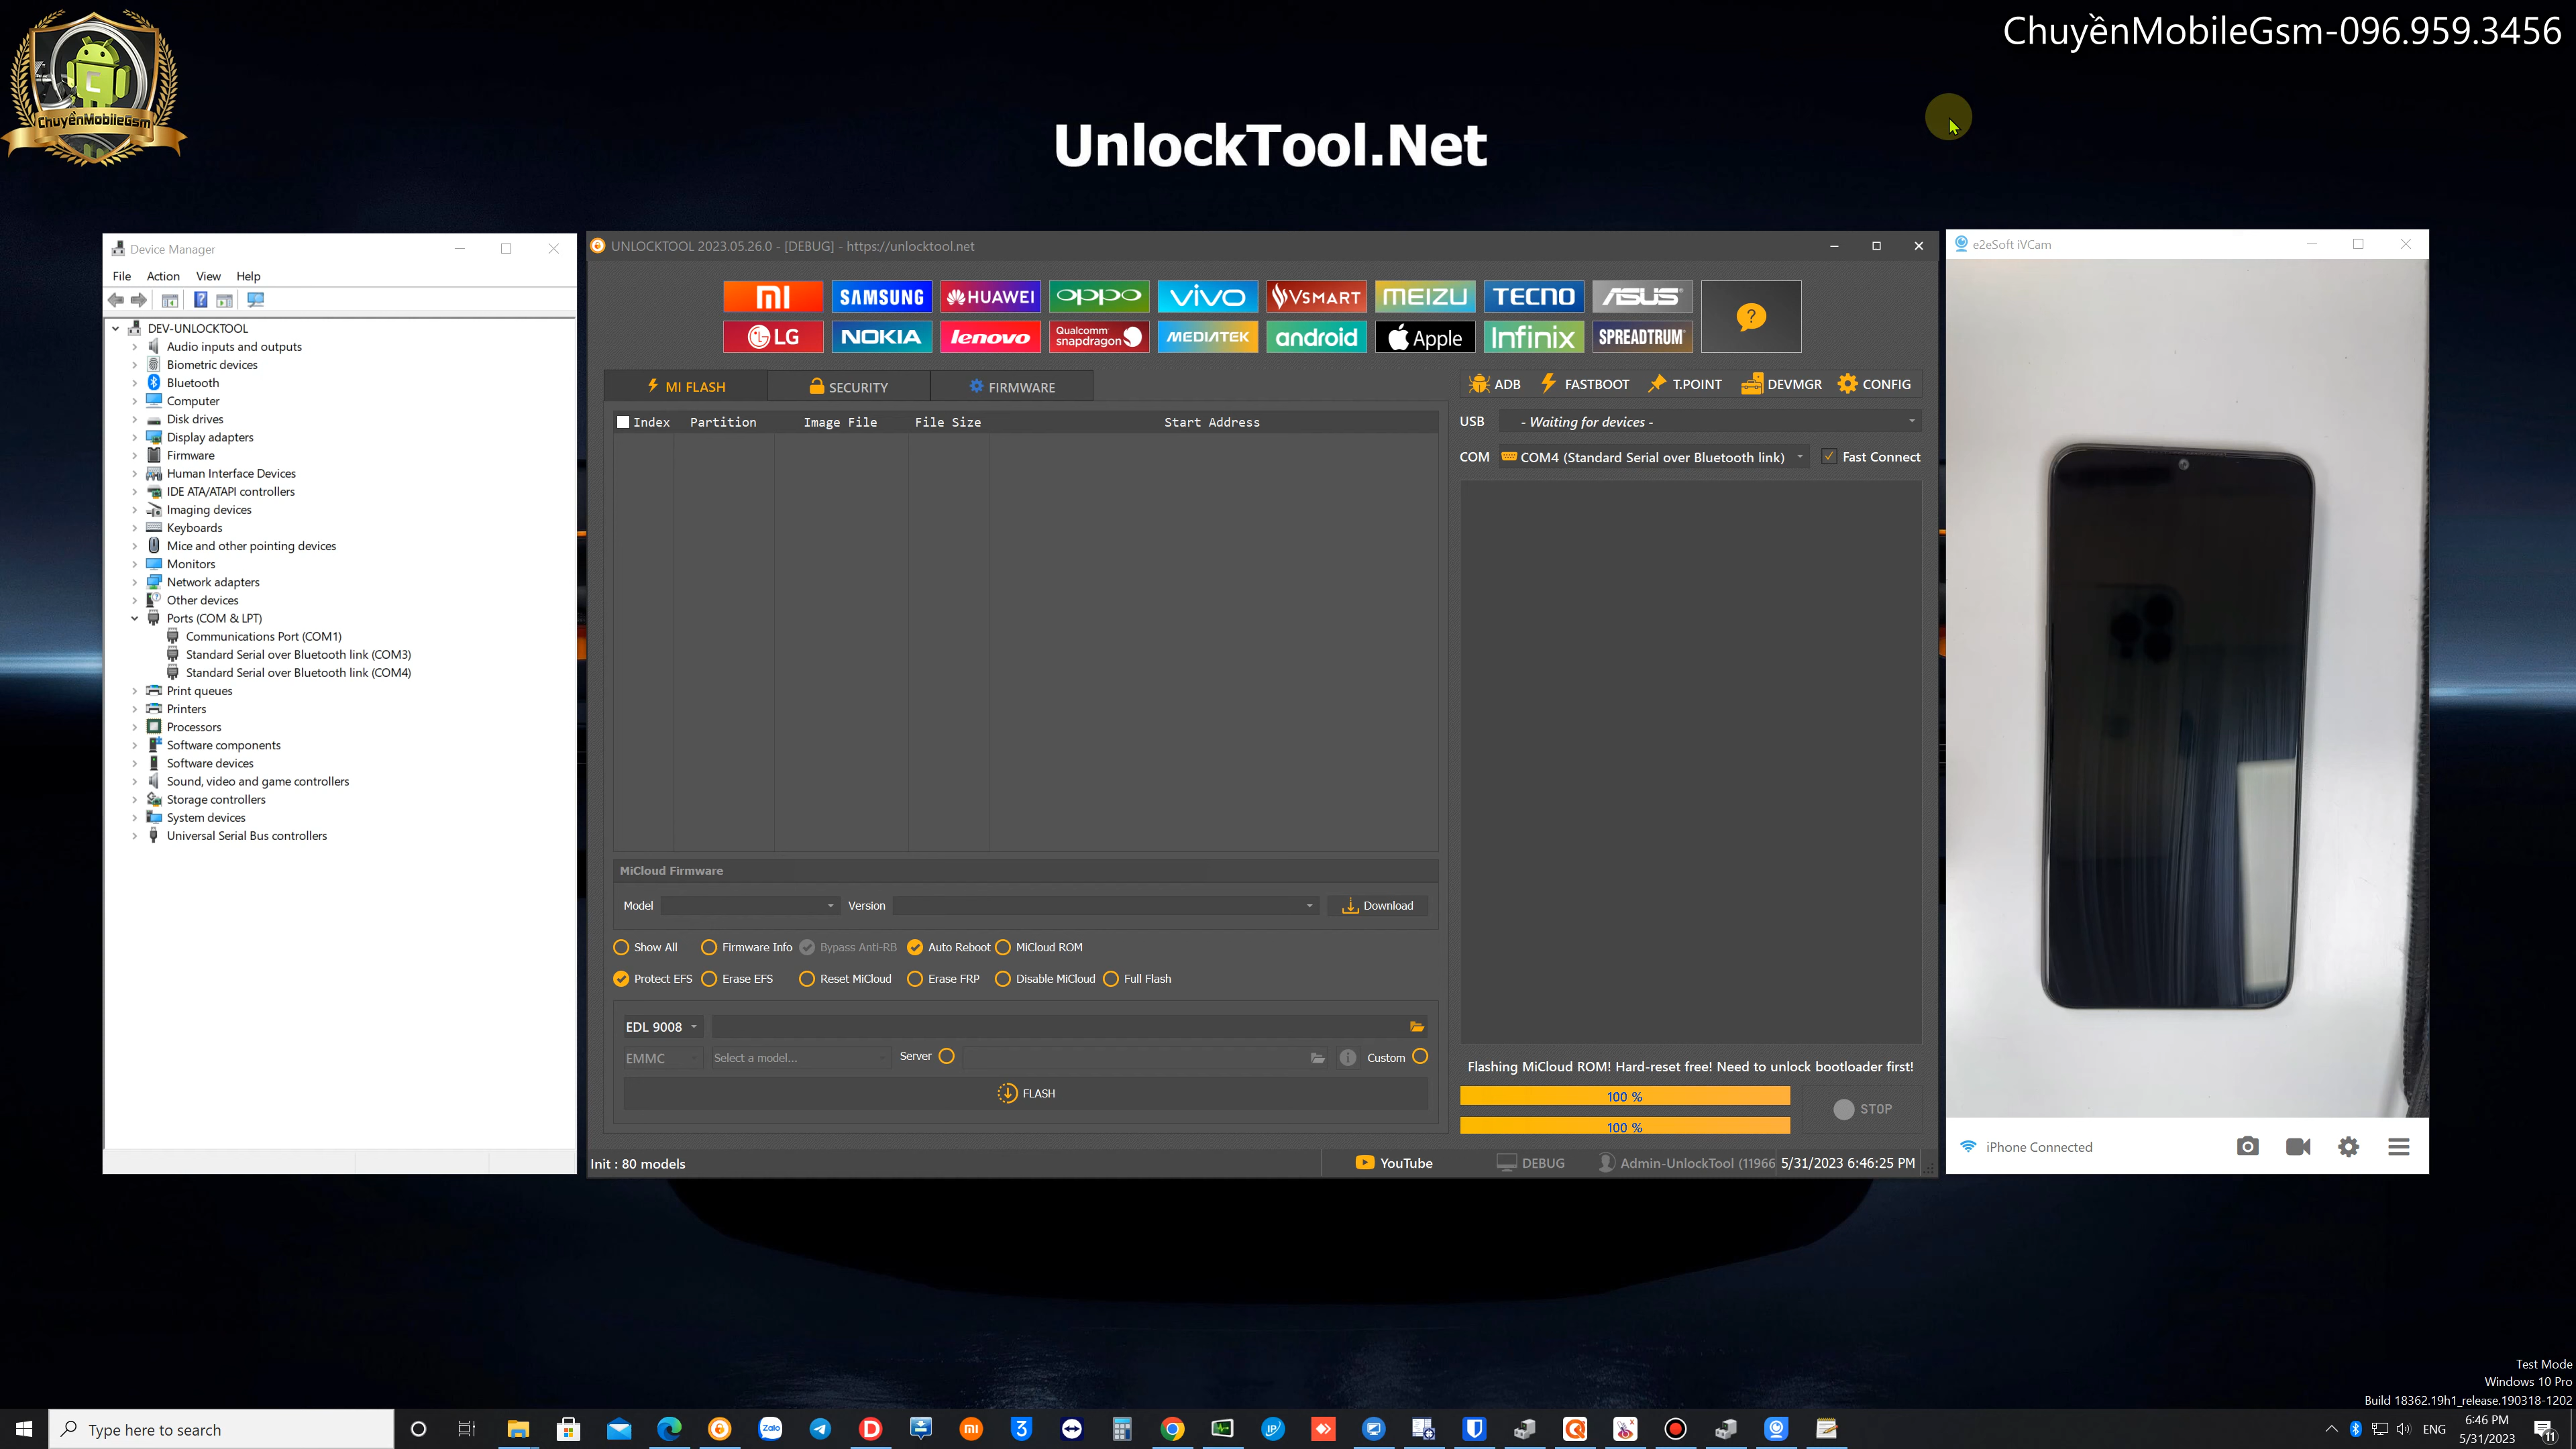 ChuyềnMobileGsm-096.959.3456
C
ChuyềnMobileGsm
UnlockTool.Net
Device Manager
File Action View Help
DEV-UNLOCKTOOL
Audio inputs and outputs
Biometric devices
Bluetooth
Computer
Disk drives
Display adapters
Firmware
Human Interface Devices
IDE ATA/ATAPI controllers
Imaging devices
Keyboards
Mice and other pointing devices
Monitors
Network adapters
Other devices
Ports (COM & LPT)
Communications Port (COM1)
Standard Serial over Bluetooth link (COM3)
Standard Serial over Bluetooth link (COM4)
Print queues
Printers
Processors
Software components
Software devices
Sound, video and game controllers
Storage controllers
System devices
Universal Serial Bus controllers
UNLOCKTOOL 2023.05.26.0 - [DEBUG] - https://unlocktool.net
MI SAMSUNG HUAWEI OPPO VIVO VSMART MEIZU TECNO ASUS
LG NOKIA lenovo Qualcomm snapdragon MEDIATEK android Apple Infinix SPREADTRUM ?
MI FLASH SECURITY FIRMWARE
Index Partition Image File File Size Start Address
MiCloud Firmware
Model Version Download
Show All Firmware Info Bypass Anti-RB Auto Reboot MiCloud ROM
Protect EFS Erase EFS Reset MiCloud Erase FRP Disable MiCloud Full Flash
EDL 9008
EMMC Select a model... Server Custom
FLASH
ADB FASTBOOT T.POINT DEVMGR CONFIG
USB - Waiting for devices -
COM COM4 (Standard Serial over Bluetooth link) Fast Connect
Flashing MiCloud ROM! Hard-reset free! Need to unlock bootloader first!
100 %
100 %
STOP
Init : 80 models YouTube DEBUG Admin-UnlockTool (11966 5/31/2023 6:46:25 PM
e2eSoft iVCam
iPhone Connected
Test Mode
Windows 10 Pro
Build 18362.19h1_release.190318-1202
Type here to search
Zalo
mi
3
JP
ENG
6:46 PM
5/31/2023
11